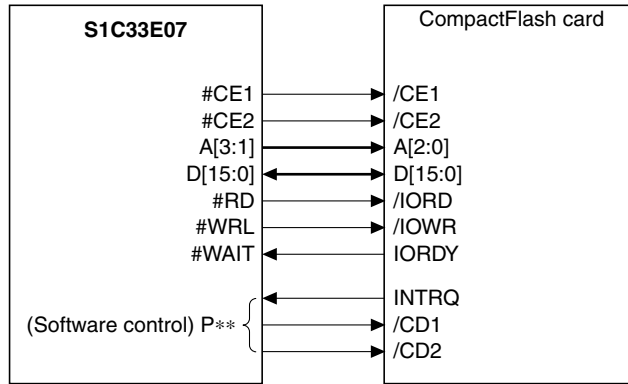 S1C33E07 CompactFlash card
#CE1 /CE1
#CE2 /CE2
A[3:1] A[2:0]
D[15:0] D[15:0]
#RD /IORD
#WRL /IOWR
#WAIT IORDY
INTRQ
(Software control) P** /CD1
/CD2